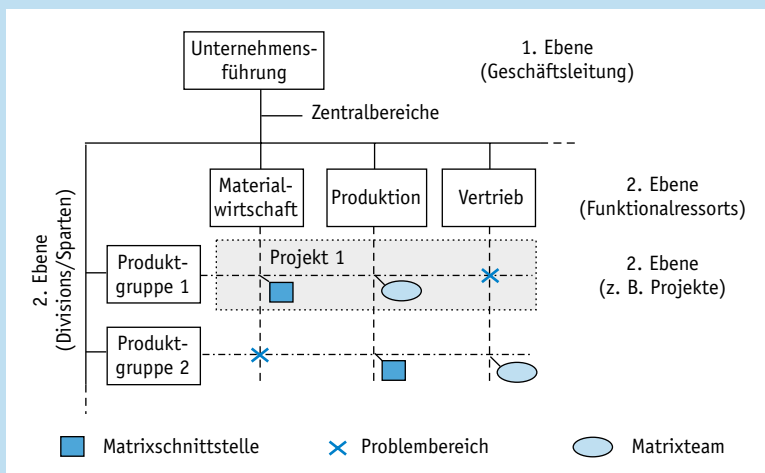 Unternehmens-
führung
1. Ebene
(Geschäftsleitung)
Zentralbereiche
2. Ebene
(Divisions/Sparten)
Material-
wirtschaft
Produktion
Vertrieb
2. Ebene
(Funktionalressorts)
Produkt-
gruppe 1
Projekt 1
2. Ebene
(z. B. Projekte)
Produkt-
gruppe 2
Matrixschnittstelle
Problembereich
Matrixteam